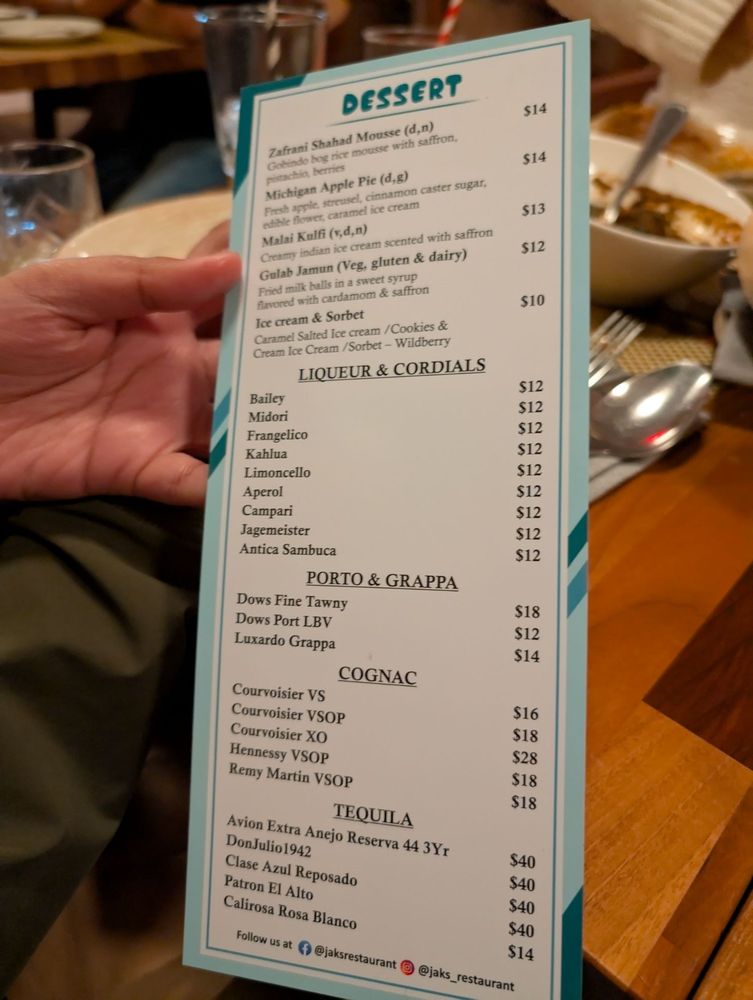 DESSERT
Zafrani Shahad Mousse (d,n) $14
Gobindo bog rice mousse with saffron,
pistachio, berries
Michigan Apple Pie (d,g) $14
Fresh apple, streusel, cinnamon caster sugar,
edible flower, caramel ice cream
Malai Kulfi (v,d,n) $13
Creamy indian ice cream scented with saffron
Gulab Jamun (Veg, gluten & dairy) $12
Fried milk balls in a sweet syrup
flavored with cardamom & saffron
Ice cream & Sorbet $10
Caramel Salted Ice cream /Cookies &
Cream Ice Cream /Sorbet – Wildberry
LIQUEUR & CORDIALS
Bailey $12
Midori $12
Frangelico $12
Kahlua $12
Limoncello $12
Aperol $12
Campari $12
Jagemeister $12
Antica Sambuca $12
PORTO & GRAPPA
Dows Fine Tawny $18
Dows Port LBV $12
Luxardo Grappa $14
COGNAC
Courvoisier VS $16
Courvoisier VSOP $18
Courvoisier XO $28
Hennessy VSOP $18
Remy Martin VSOP $18
TEQUILA
Avion Extra Anejo Reserva 44 3Yr $40
DonJulio1942 $40
Clase Azul Reposado $40
Patron El Alto $40
Calirosa Rosa Blanco $14
Follow us at @jaksrestaurant @jaks_restaurant